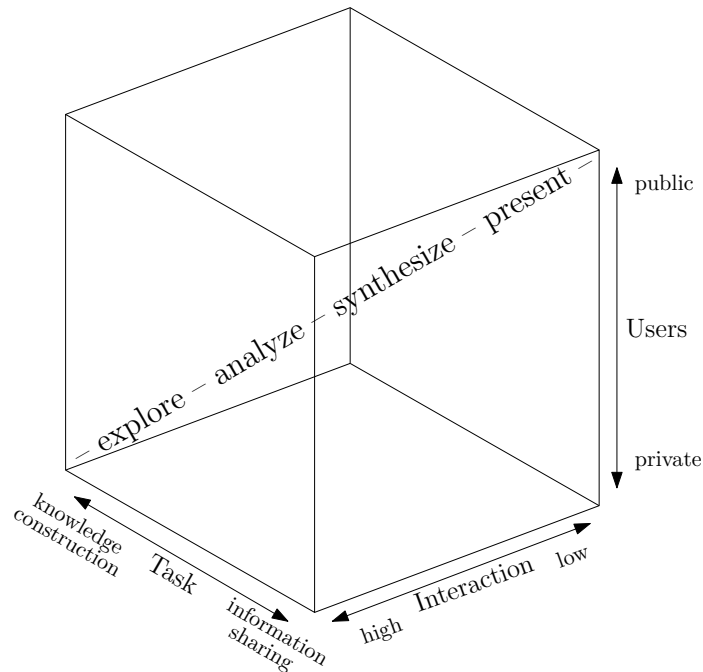 public
– explore – analyze – synthesize – present –
Users
private
knowledge
construction
Task
information
sharing
Interaction
low
high